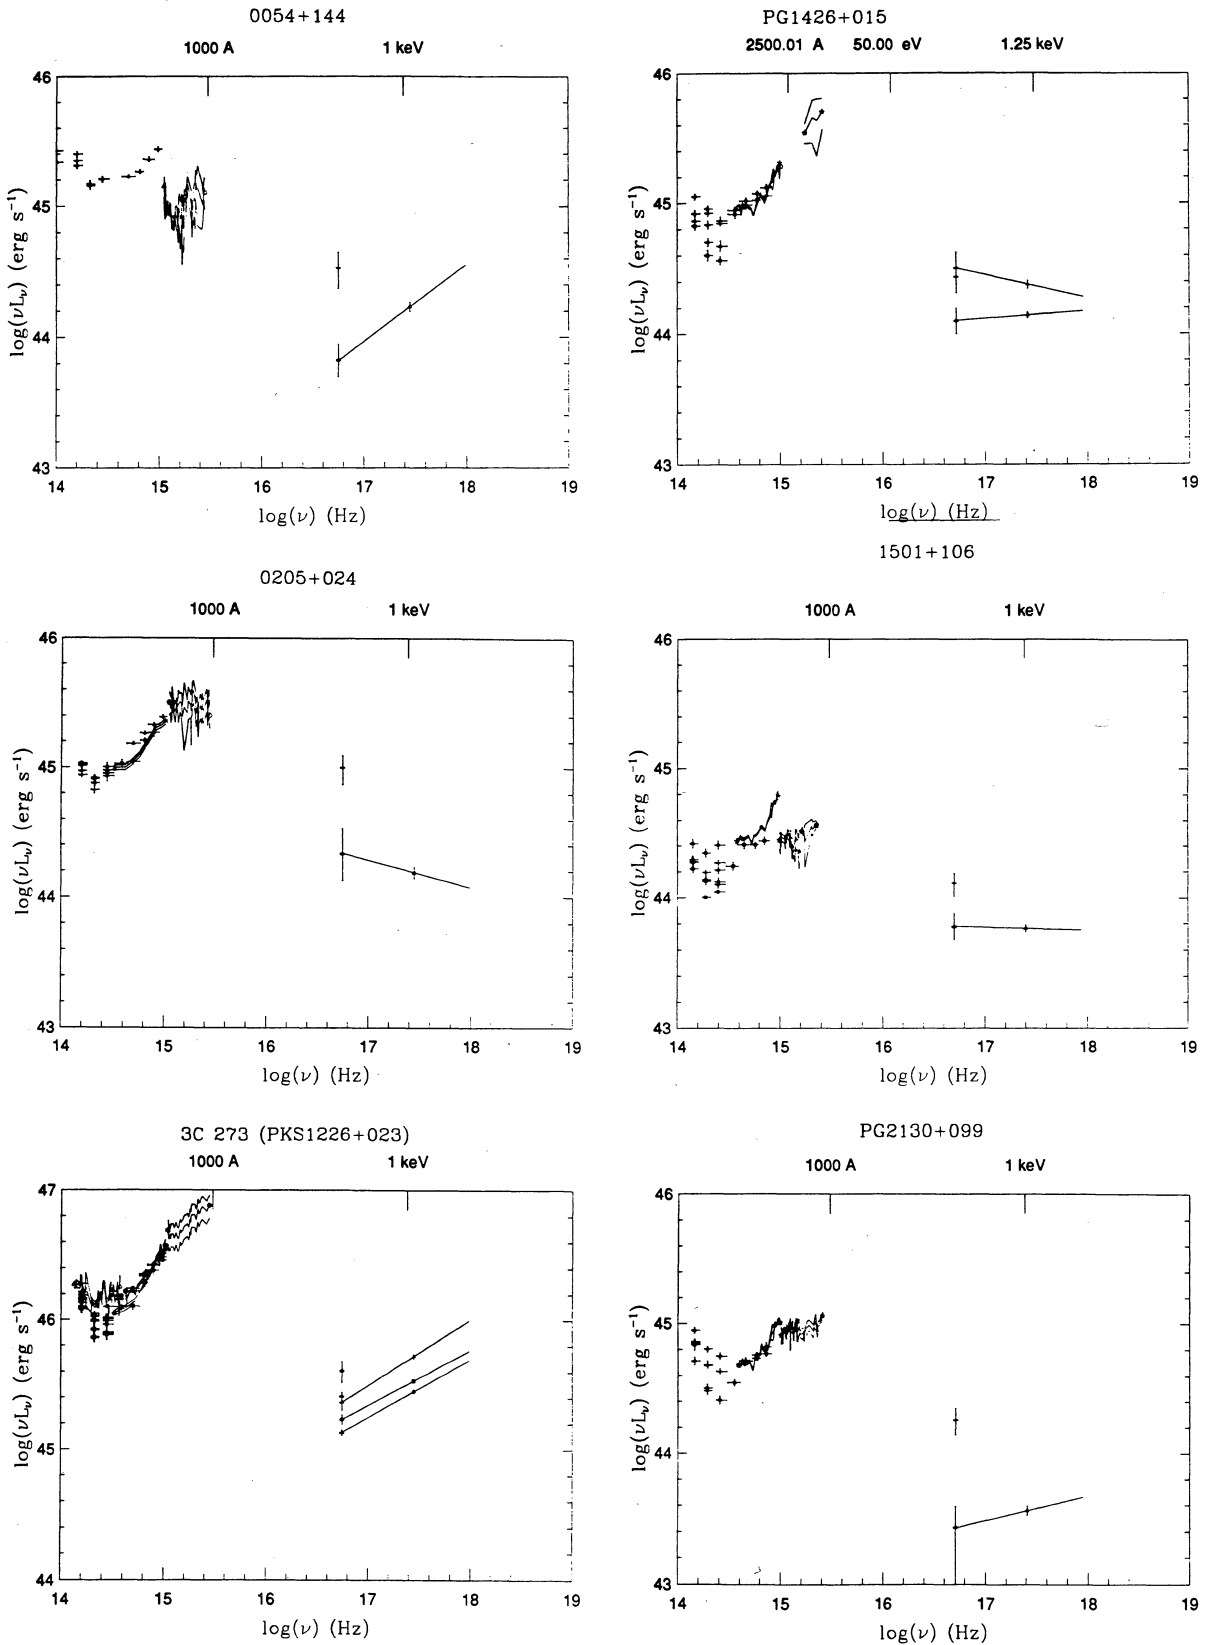 0054+144
1000 A 1 keV
46
45
44
43
14 15 16 17 18 19
log(νLν) (erg s−1)
log(ν) (Hz)
PG1426+015
2500.01 A 50.00 eV 1.25 keV
46
45
44
43
14 15 16 17 18 19
log(νLν) (erg s−1)
log(ν) (Hz)
0205+024
1000 A 1 keV
46
45
44
43
14 15 16 17 18 19
log(νLν) (erg s−1)
log(ν) (Hz)
1501+106
1000 A 1 keV
46
45
44
43
14 15 16 17 18 19
log(νLν) (erg s−1)
log(ν) (Hz)
3C 273 (PKS1226+023)
1000 A 1 keV
47
46
45
44
14 15 16 17 18 19
log(νLν) (erg s−1)
log(ν) (Hz)
PG2130+099
1000 A 1 keV
46
45
44
43
14 15 16 17 18 19
log(νLν) (erg s−1)
log(ν) (Hz)